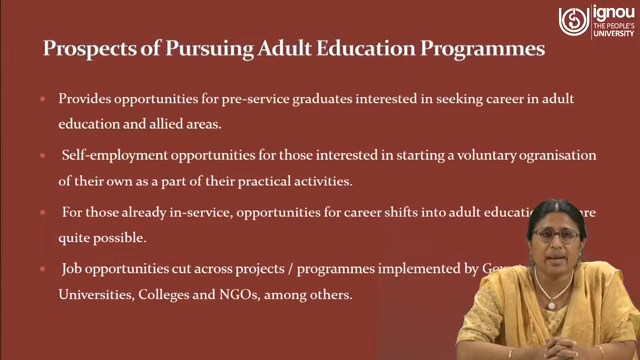 ignou
THE PEOPLE'S
UNIVERSITY
Prospects of Pursuing Adult Education Programmes
• Provides opportunities for pre-service graduates interested in seeking career in adult
education and allied areas.
• Self-employment opportunities for those interested in starting a voluntary ogranisation
of their own as a part of their practical activities.
• For those already in-service, opportunities for career shifts into adult education are
quite possible.
• Job opportunities cut across projects / programmes implemented by
Universities, Colleges and NGOs, among others.